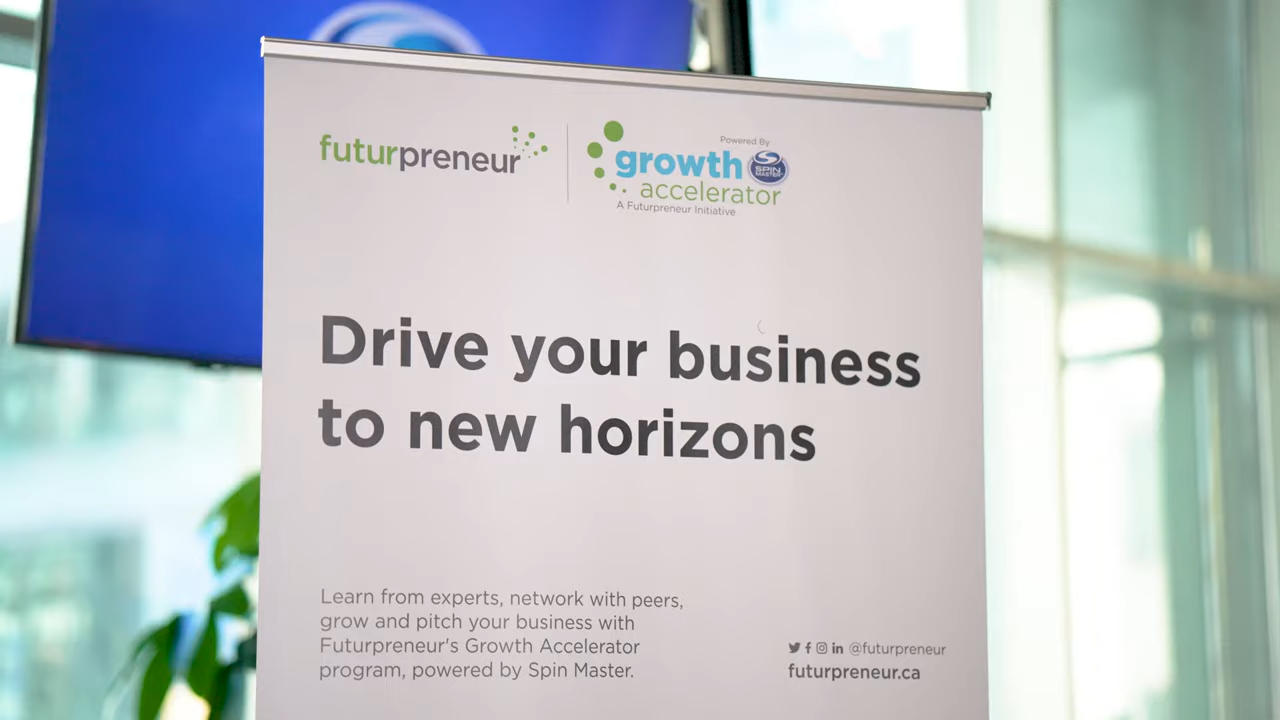 futurpreneur
Powered By
growth
SPIN
MASTER
accelerator
A Futurpreneur Initiative
Drive your business
to new horizons
Learn from experts, network with peers,
grow and pitch your business with
Futurpreneur's Growth Accelerator
program, powered by Spin Master.
@futurpreneur
futurpreneur.ca